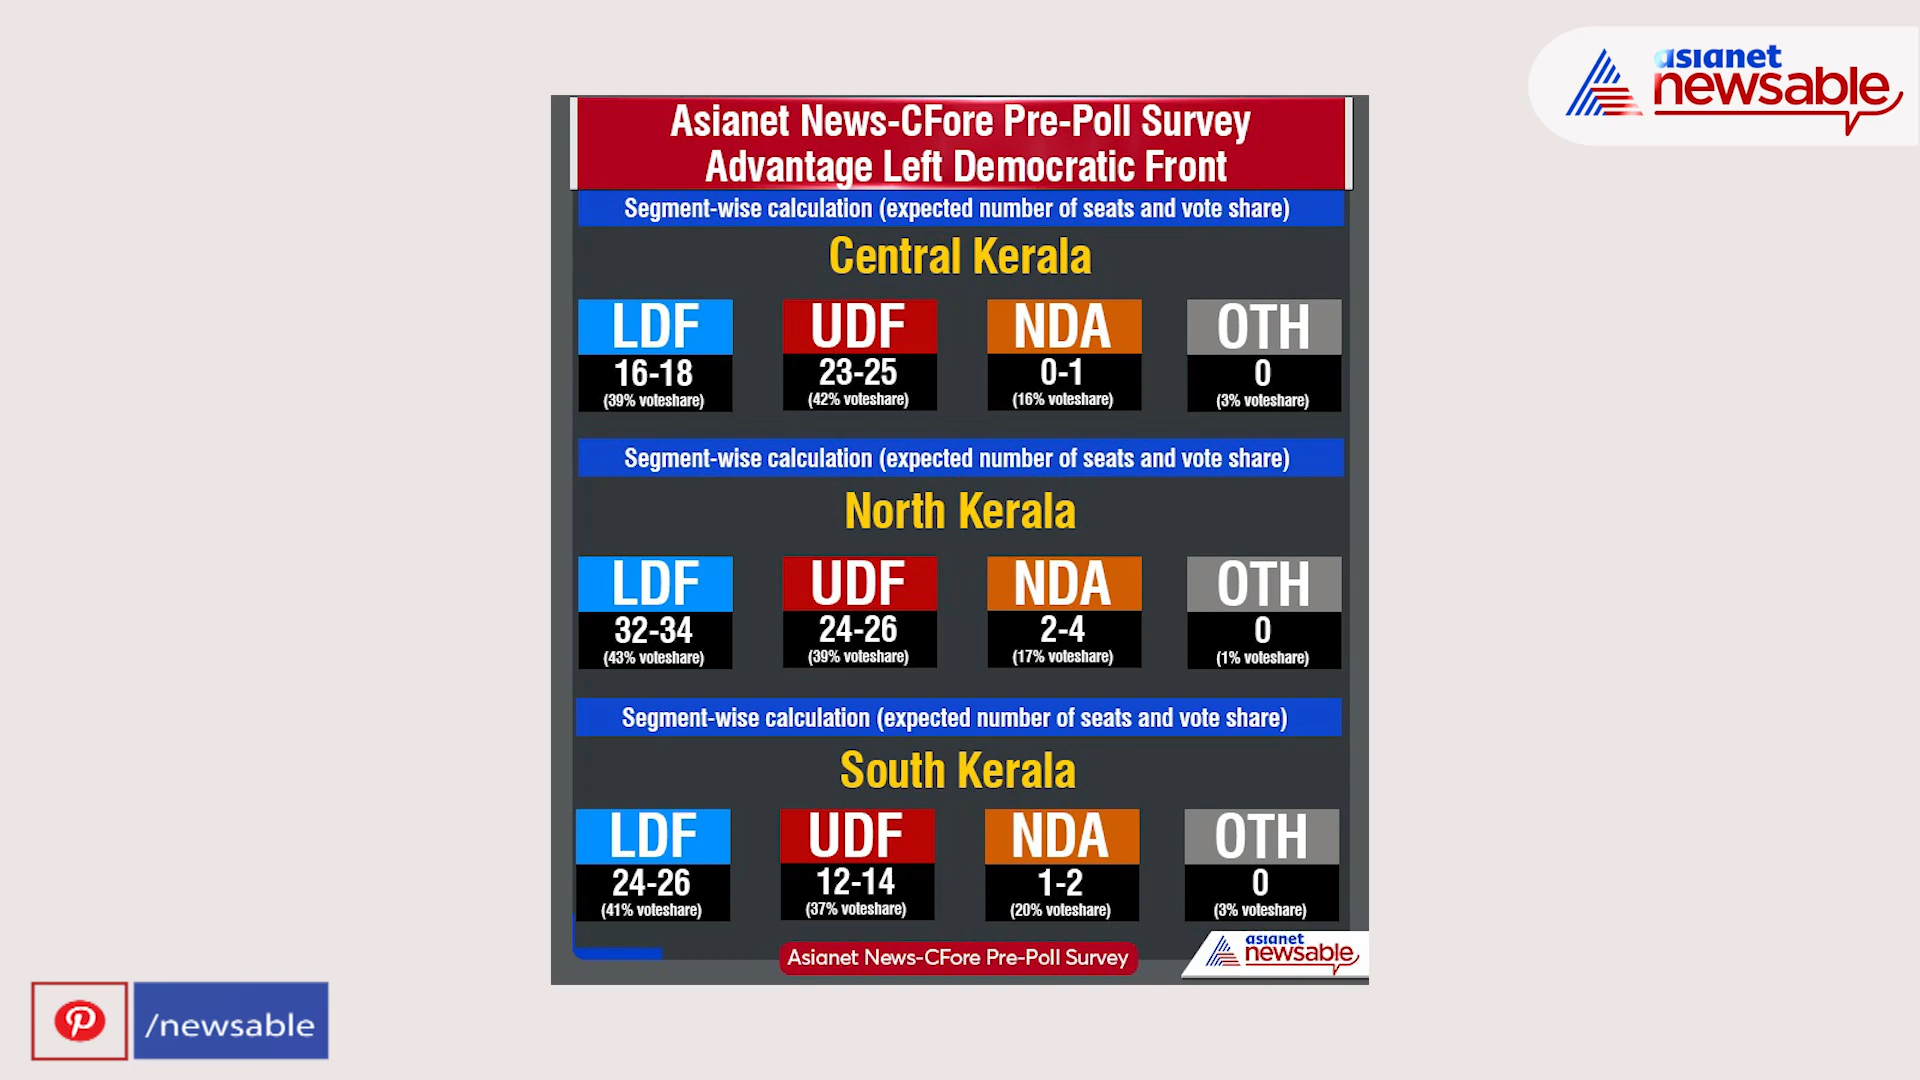 asianet
newsable
Asianet News-CFore Pre-Poll Survey
Advantage Left Democratic Front
Segment-wise calculation (expected number of seats and vote share)
Central Kerala
LDF UDF NDA OTH
16-18 23-25 0-1 0
(39% voteshare) (42% voteshare) (16% voteshare) (3% voteshare)
Segment-wise calculation (expected number of seats and vote share)
North Kerala
LDF UDF NDA OTH
32-34 24-26 2-4 0
(43% voteshare) (39% voteshare) (17% voteshare) (1% voteshare)
Segment-wise calculation (expected number of seats and vote share)
South Kerala
LDF UDF NDA OTH
24-26 12-14 1-2 0
(41% voteshare) (37% voteshare) (20% voteshare) (3% voteshare)
Asianet News-CFore Pre-Poll Survey
asianet
newsable
/newsable